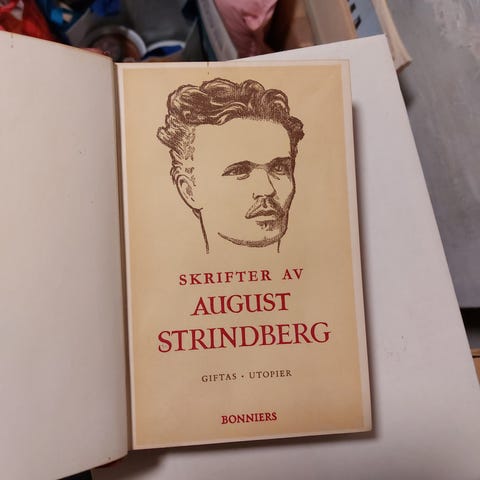 SKRIFTER AV
AUGUST
STRINDBERG
GIFTAS · UTOPIER
BONNIERS